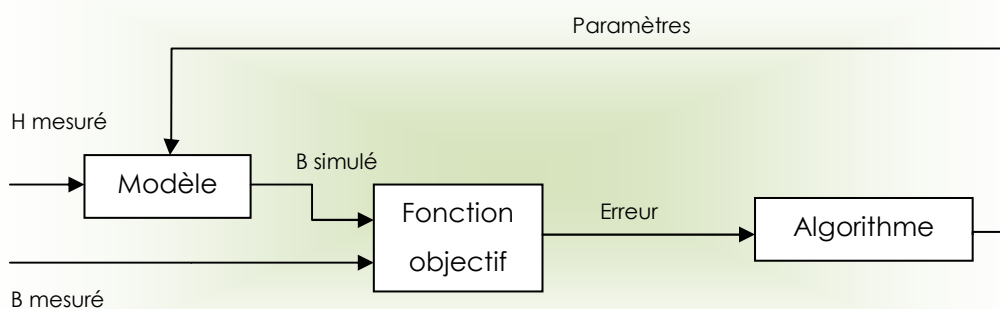 Paramètres
H mesuré
B simulé
Modèle
Fonction
objectif
Erreur
Algorithme
B mesuré